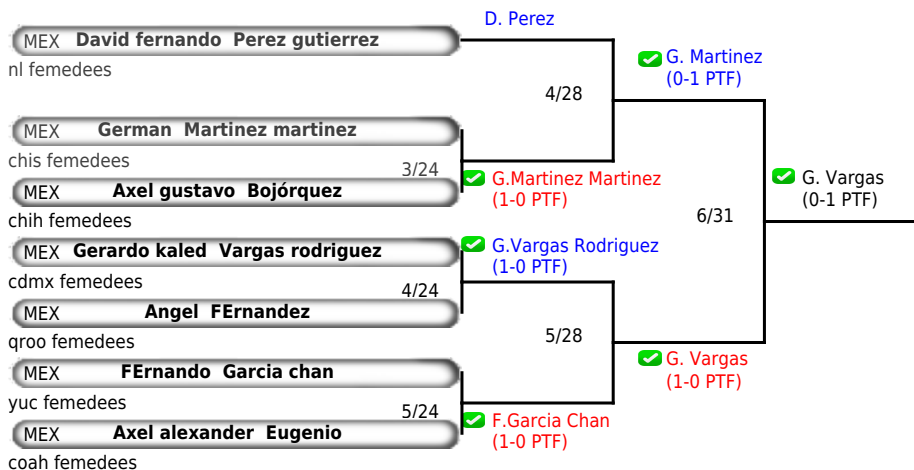 D. Perez
MEX David fernando Perez gutierrez
nl femedees
G. Martinez
(0-1 PTF)
4/28
MEX German Martinez martinez
chis femedees
3/24
G.Martinez Martinez
(1-0 PTF)
MEX Axel gustavo Bojórquez
chih femedees
G. Vargas
(0-1 PTF)
6/31
MEX Gerardo kaled Vargas rodriguez
cdmx femedees
G.Vargas Rodriguez
(1-0 PTF)
4/24
MEX Angel FErnandez
qroo femedees
5/28
G. Vargas
(1-0 PTF)
MEX FErnando Garcia chan
yuc femedees
5/24
F.Garcia Chan
(1-0 PTF)
MEX Axel alexander Eugenio
coah femedees